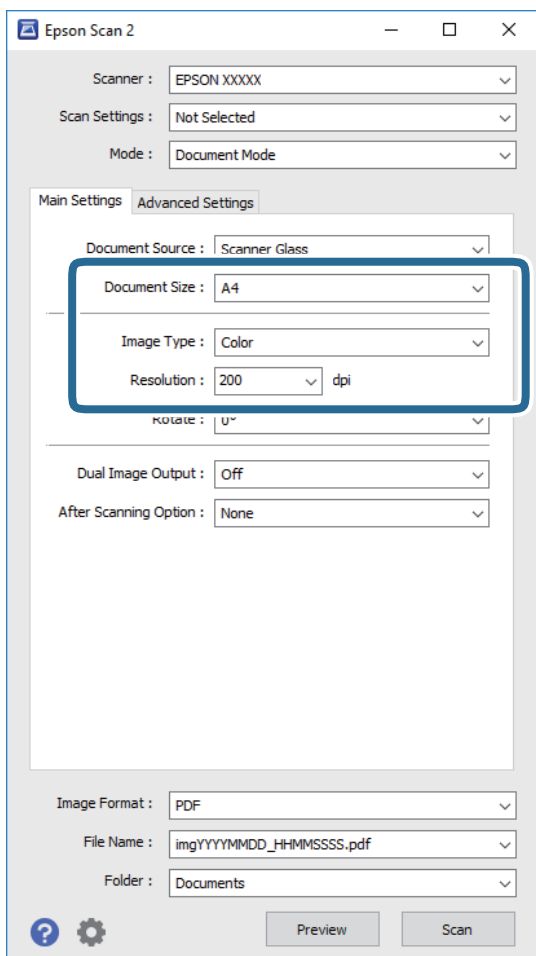 Epson Scan 2
Scanner : EPSON XXXXX
Scan Settings : Not Selected
Mode : Document Mode
Main Settings Advanced Settings
Document Source : Scanner Glass
Document Size : A4
Image Type : Color
Resolution : 200 dpi
Rotate : 0°
Dual Image Output : Off
After Scanning Option : None
Image Format : PDF
File Name : imgYYYYMMDD_HHMMSSSS.pdf
Folder : Documents
? Preview Scan